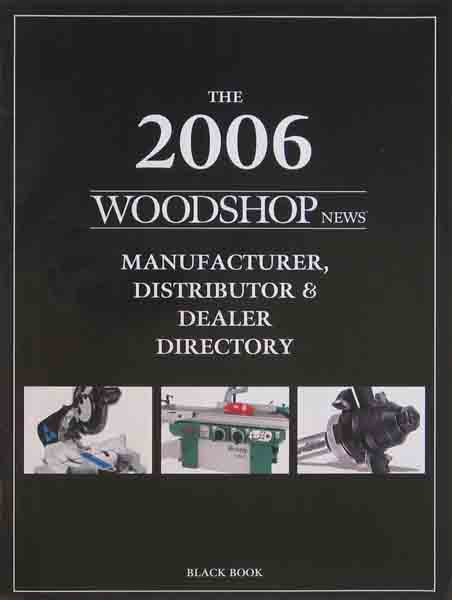 THE
2006
WOODSHOP NEWS
MANUFACTURER,
DISTRIBUTOR &
DEALER
DIRECTORY
BLACK BOOK